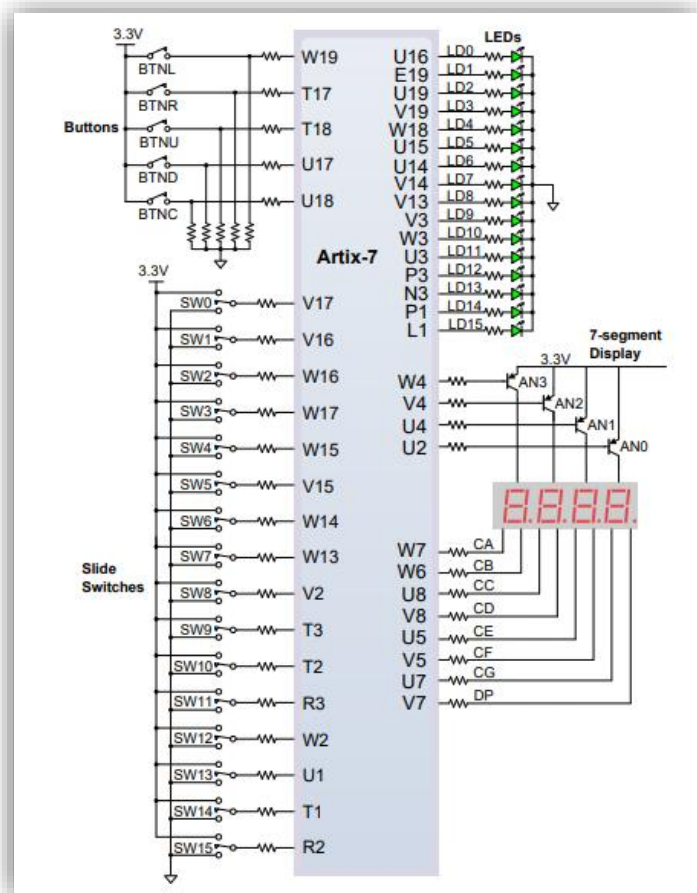 3.3V
BTNL
BTNR
Buttons
BTNU
BTND
BTNC
W19
T17
T18
U17
U18
Artix-7
3.3V
SW0
V17
SW1
V16
SW2
W16
SW3
W17
SW4
W15
SW5
V15
SW6
W14
SW7
W13
Slide
Switches
SW8
V2
SW9
T3
SW10
T2
SW11
R3
SW12
W2
SW13
U1
SW14
T1
SW15
R2
LEDs
U16 LD0
E19 LD1
U19 LD2
V19 LD3
W18 LD4
U15 LD5
U14 LD6
V14 LD7
V13 LD8
V3 LD9
W3 LD10
U3 LD11
P3 LD12
N3 LD13
P1 LD14
L1 LD15
7-segment
Display
3.3V
W4 AN3
V4 AN2
U4 AN1
U2 AN0
8.8.8.8.
W7 CA
W6 CB
U8 CC
V8 CD
U5 CE
V5 CF
U7 CG
V7 DP